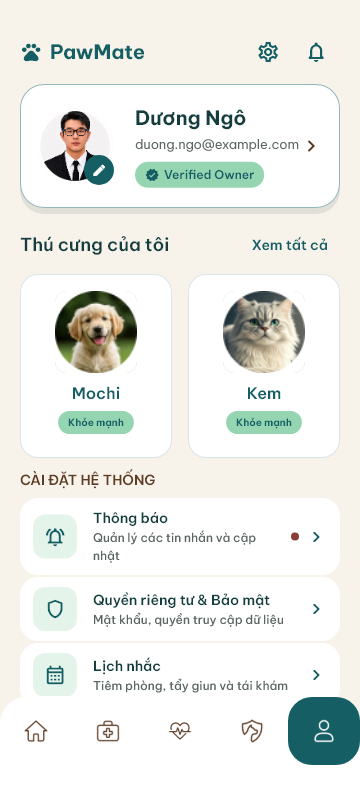 PawMate
Dương Ngô
duong.ngo@example.com
Verified Owner
Thú cưng của tôi
Xem tất cả
Mochi
Kem
Khỏe mạnh
Khỏe mạnh
CÀI ĐẶT HỆ THỐNG
Thông báo
Quản lý các tin nhắn và cập
nhật
Quyền riêng tư & Bảo mật
Mật khẩu, quyền truy cập dữ liệu
Lịch nhắc
Tiêm phòng, tẩy giun và tái khám